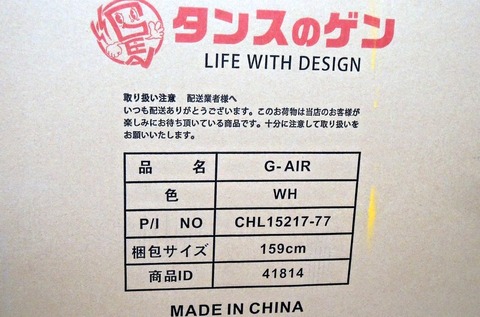 タンスのゲン
LIFE WITH DESIGN
取り扱い注意 配送業者様へ
いつも配送ありがとうございます。このお荷物は当店のお客様が
楽しみにお待ち頂いている商品です。十分に注意して取り扱いを
お願いいたします。
品 名 G-AIR
色 WH
P/I NO CHL15217-77
梱包サイズ 159cm
商品ID 41814
MADE IN CHINA